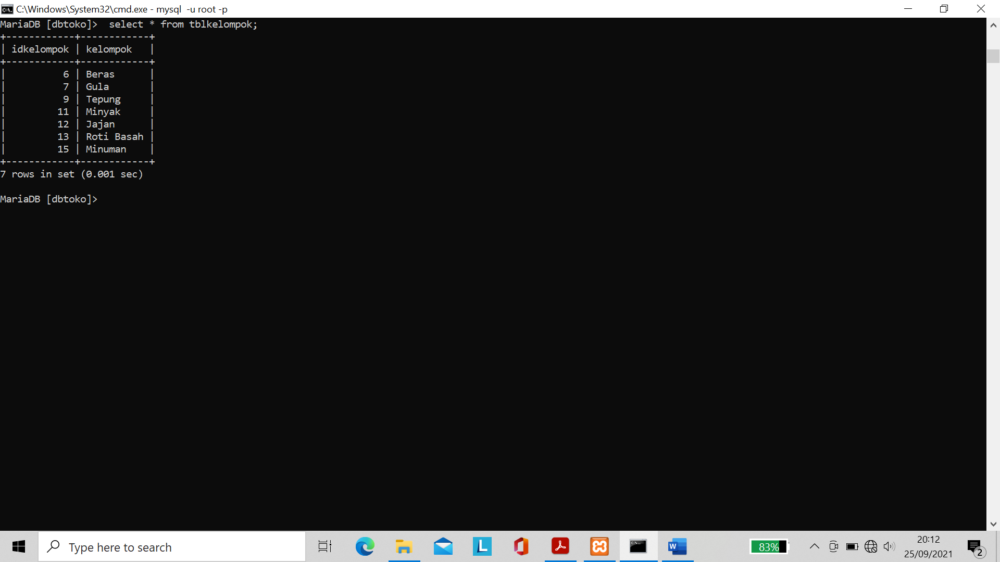 C:\Windows\System32\cmd.exe - mysql  -u root -p
MariaDB [dbtoko]>  select * from tblkelompok;
+------------+------------+
| idkelompok | kelompok   |
+------------+------------+
|          6 | Beras      |
|          7 | Gula       |
|          9 | Tepung     |
|         11 | Minyak     |
|         12 | Jajan      |
|         13 | Roti Basah |
|         15 | Minuman    |
+------------+------------+
7 rows in set (0.001 sec)
MariaDB [dbtoko]>
Type here to search
83%
20:12
25/09/2021
2